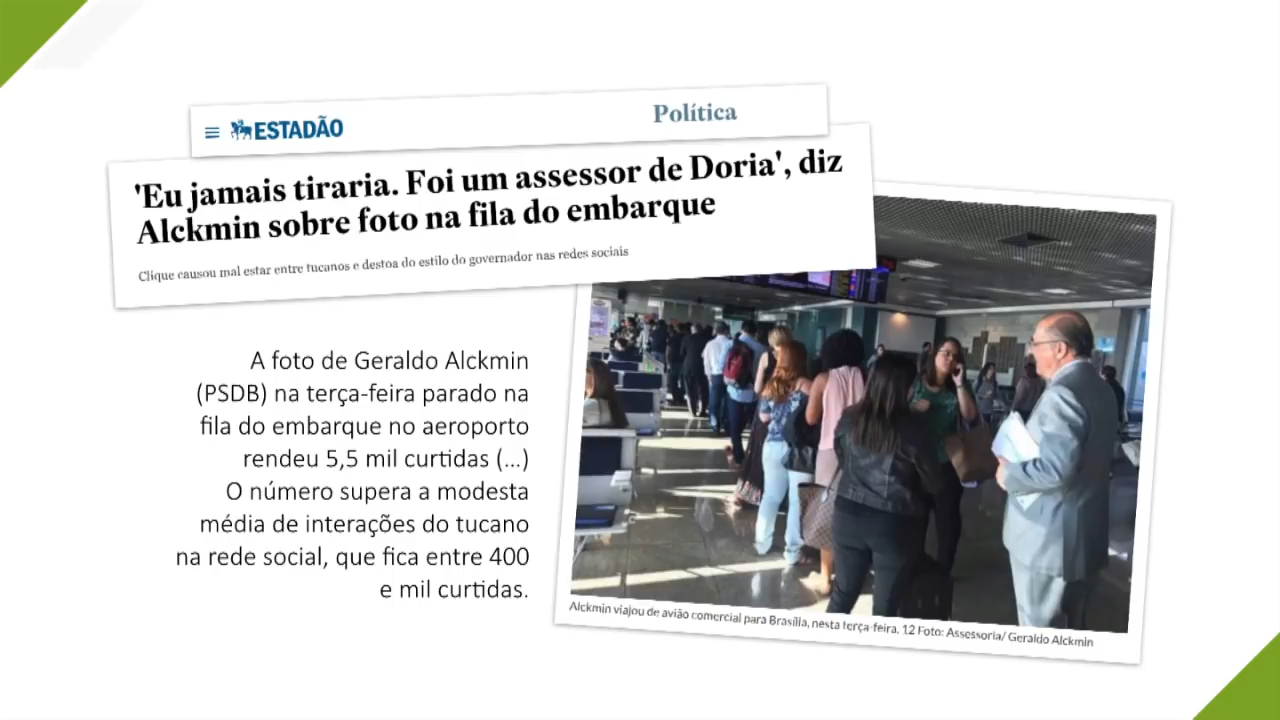 ESTADÃO
Política
'Eu jamais tiraria. Foi um assessor de Doria', diz
Alckmin sobre foto na fila do embarque
Clique causou mal estar entre tucanos e destoa do estilo do governador nas redes sociais
A foto de Geraldo Alckmin
(PSDB) na terça-feira parado na
fila do embarque no aeroporto
rendeu 5,5 mil curtidas (...)
O número supera a modesta
média de interações do tucano
na rede social, que fica entre 400
e mil curtidas.
Alckmin viajou de avião comercial para Brasília, nesta terça-feira, 12 Foto: Assessoria/ Geraldo Alckmin